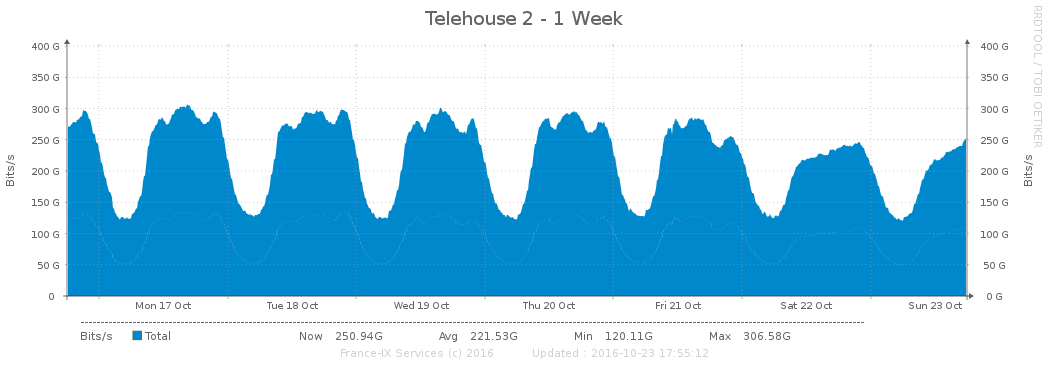 Telehouse 2 - 1 Week
RRDTOOL / TOBI OETIKER
400 G 400 G
350 G 350 G
300 G 300 G
250 G 250 G
200 G 200 G
150 G 150 G
100 G 100 G
50 G 50 G
0 0 G
Bits/s
Bits/s
Mon 17 Oct Tue 18 Oct Wed 19 Oct Thu 20 Oct Fri 21 Oct Sat 22 Oct Sun 23 Oct
Bits/s Total Now 250.94G Avg 221.53G Min 120.11G Max 306.58G
France-IX Services (c) 2016 Updated : 2016-10-23 17:55:12